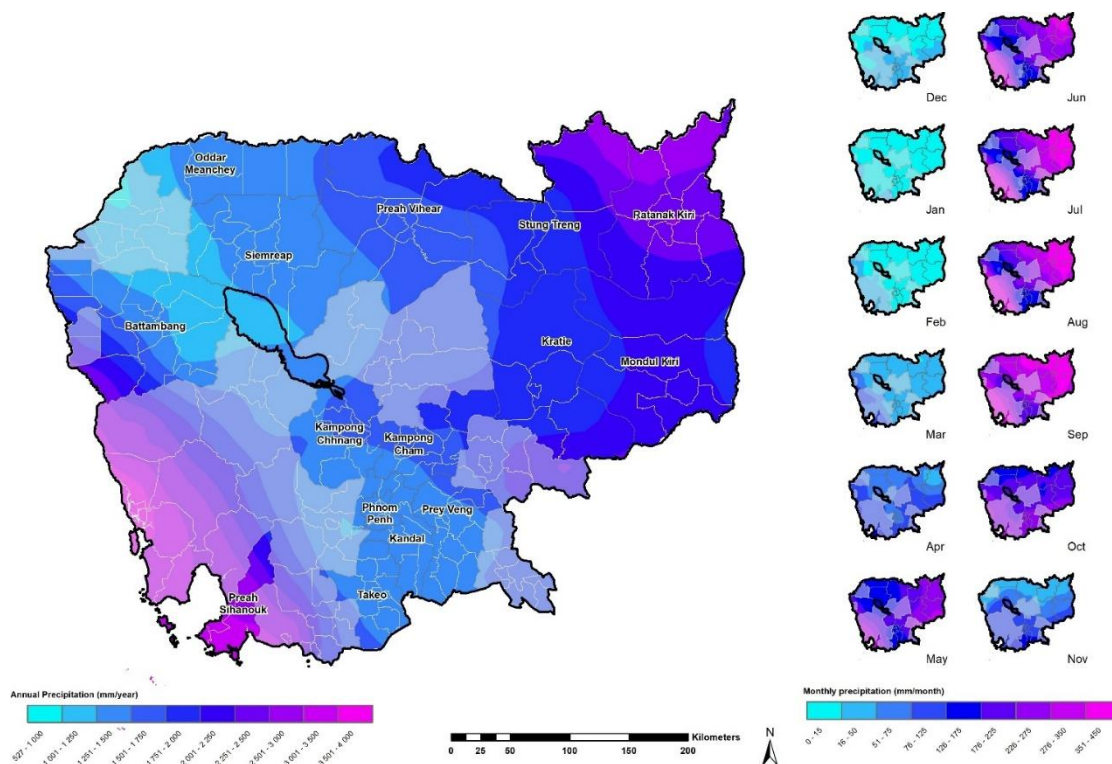 Oddar
Meanchey
Preah Vihear
Stung Treng
Ratanak Kiri
Siemreap
Battambang
Kratie
Mondul Kiri
Kampong
Chhnang
Kampong
Cham
Phnom
Penh
Prey Veng
Kandal
Takeo
Preah
Sihanouk
Dec
Jun
Jan
Jul
Feb
Aug
Mar
Sep
Apr
Oct
May
Nov
Annual Precipitation (mm/year)
527 - 1 000
1 001 - 1 250
1 251 - 1 500
1 501 - 1 750
1 751 - 2 000
2 001 - 2 250
2 251 - 2 500
2 501 - 3 000
3 001 - 3 500
3 501 - 4 000
Kilometers
0 25 50 100 150 200
N
Monthly precipitation (mm/month)
0 - 15
16 - 50
51 - 75
76 - 125
126 - 175
176 - 225
226 - 275
276 - 350
351 - 450